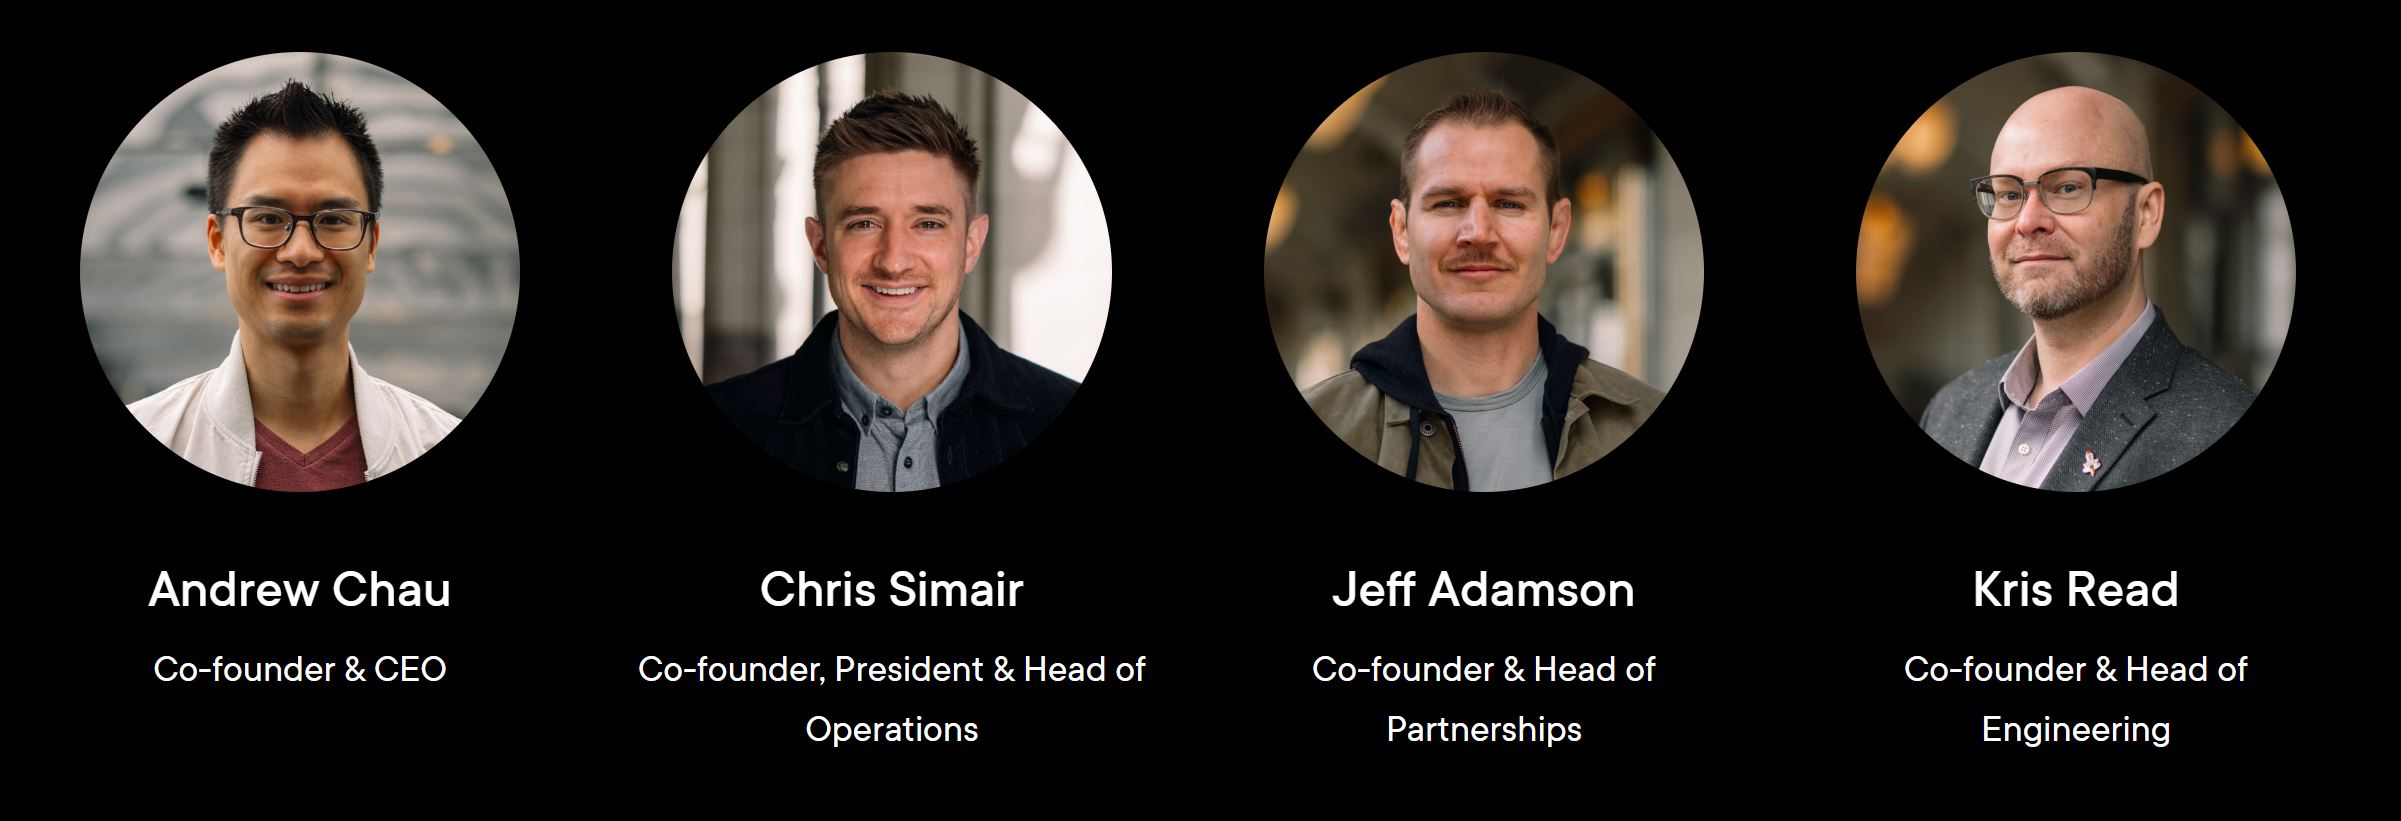 Andrew Chau
Co-founder & CEO
Chris Simair
Co-founder, President & Head of
Operations
Jeff Adamson
Co-founder & Head of
Partnerships
Kris Read
Co-founder & Head of
Engineering